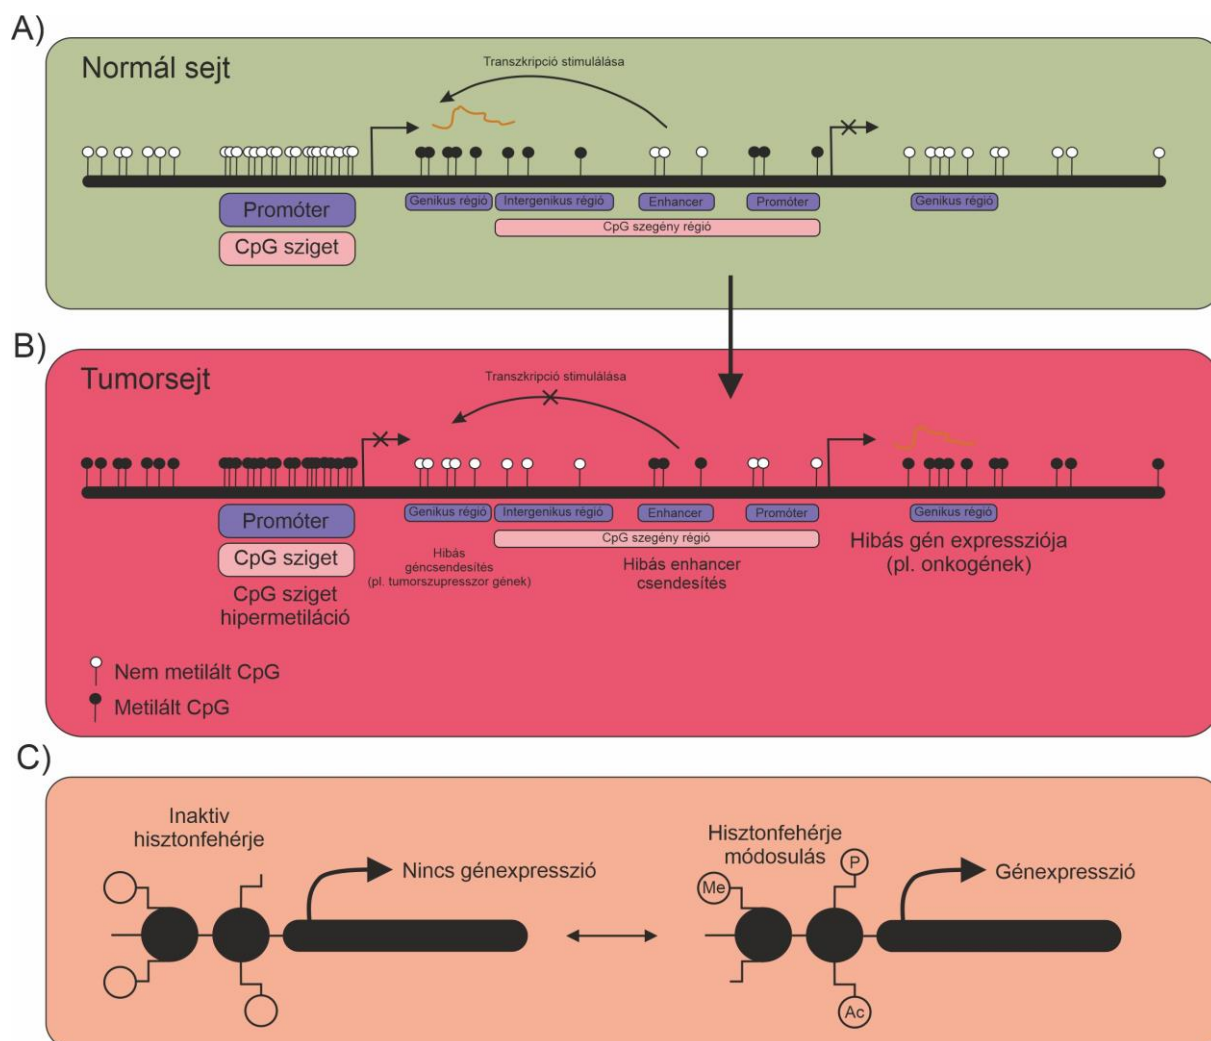 A)
Normál sejt
Transzkripció stimulálása
Promóter
Genikus régió
Intergenikus régió
Enhancer
Promóter
Genikus régió
CpG sziget
CpG szegény régió
B)
Tumorsejt
Transzkripció stimulálása
Promóter
Genikus régió
Intergenikus régió
Enhancer
Promóter
Genikus régió
CpG sziget
CpG szegény régió
CpG sziget
hipermetiláció
Hibás
géncsendesítés
(pl. tumorszupresszor gének)
Hibás enhancer
csendesítés
Hibás gén expressziója
(pl. onkogének)
Nem metilált CpG
Metilált CpG
C)
Inaktiv
hisztonfehérje
Nincs génexpresszió
Hisztonfehérje
módosulás
Me
P
Ac
Génexpresszió